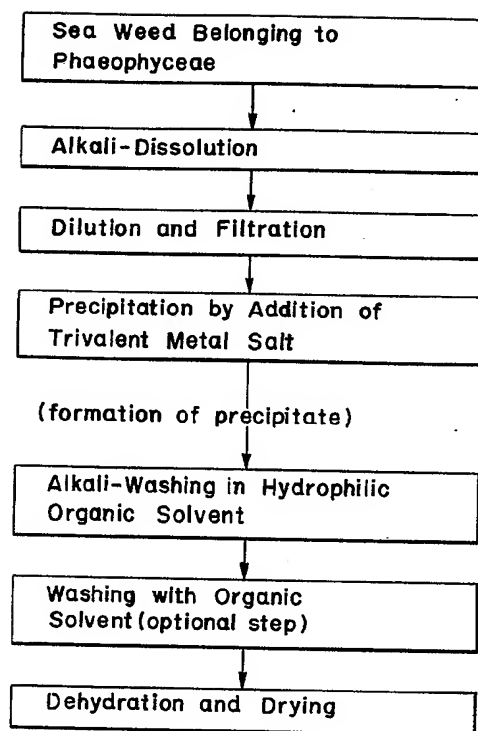 Sea Weed Belonging to
Phaeophyceae
Alkali-Dissolution
Dilution and Filtration
Precipitation by Addition of
Trivalent Metal Salt
(formation of precipitate)
Alkali-Washing in Hydrophilic
Organic Solvent
Washing with Organic
Solvent(optional step)
Dehydration and Drying